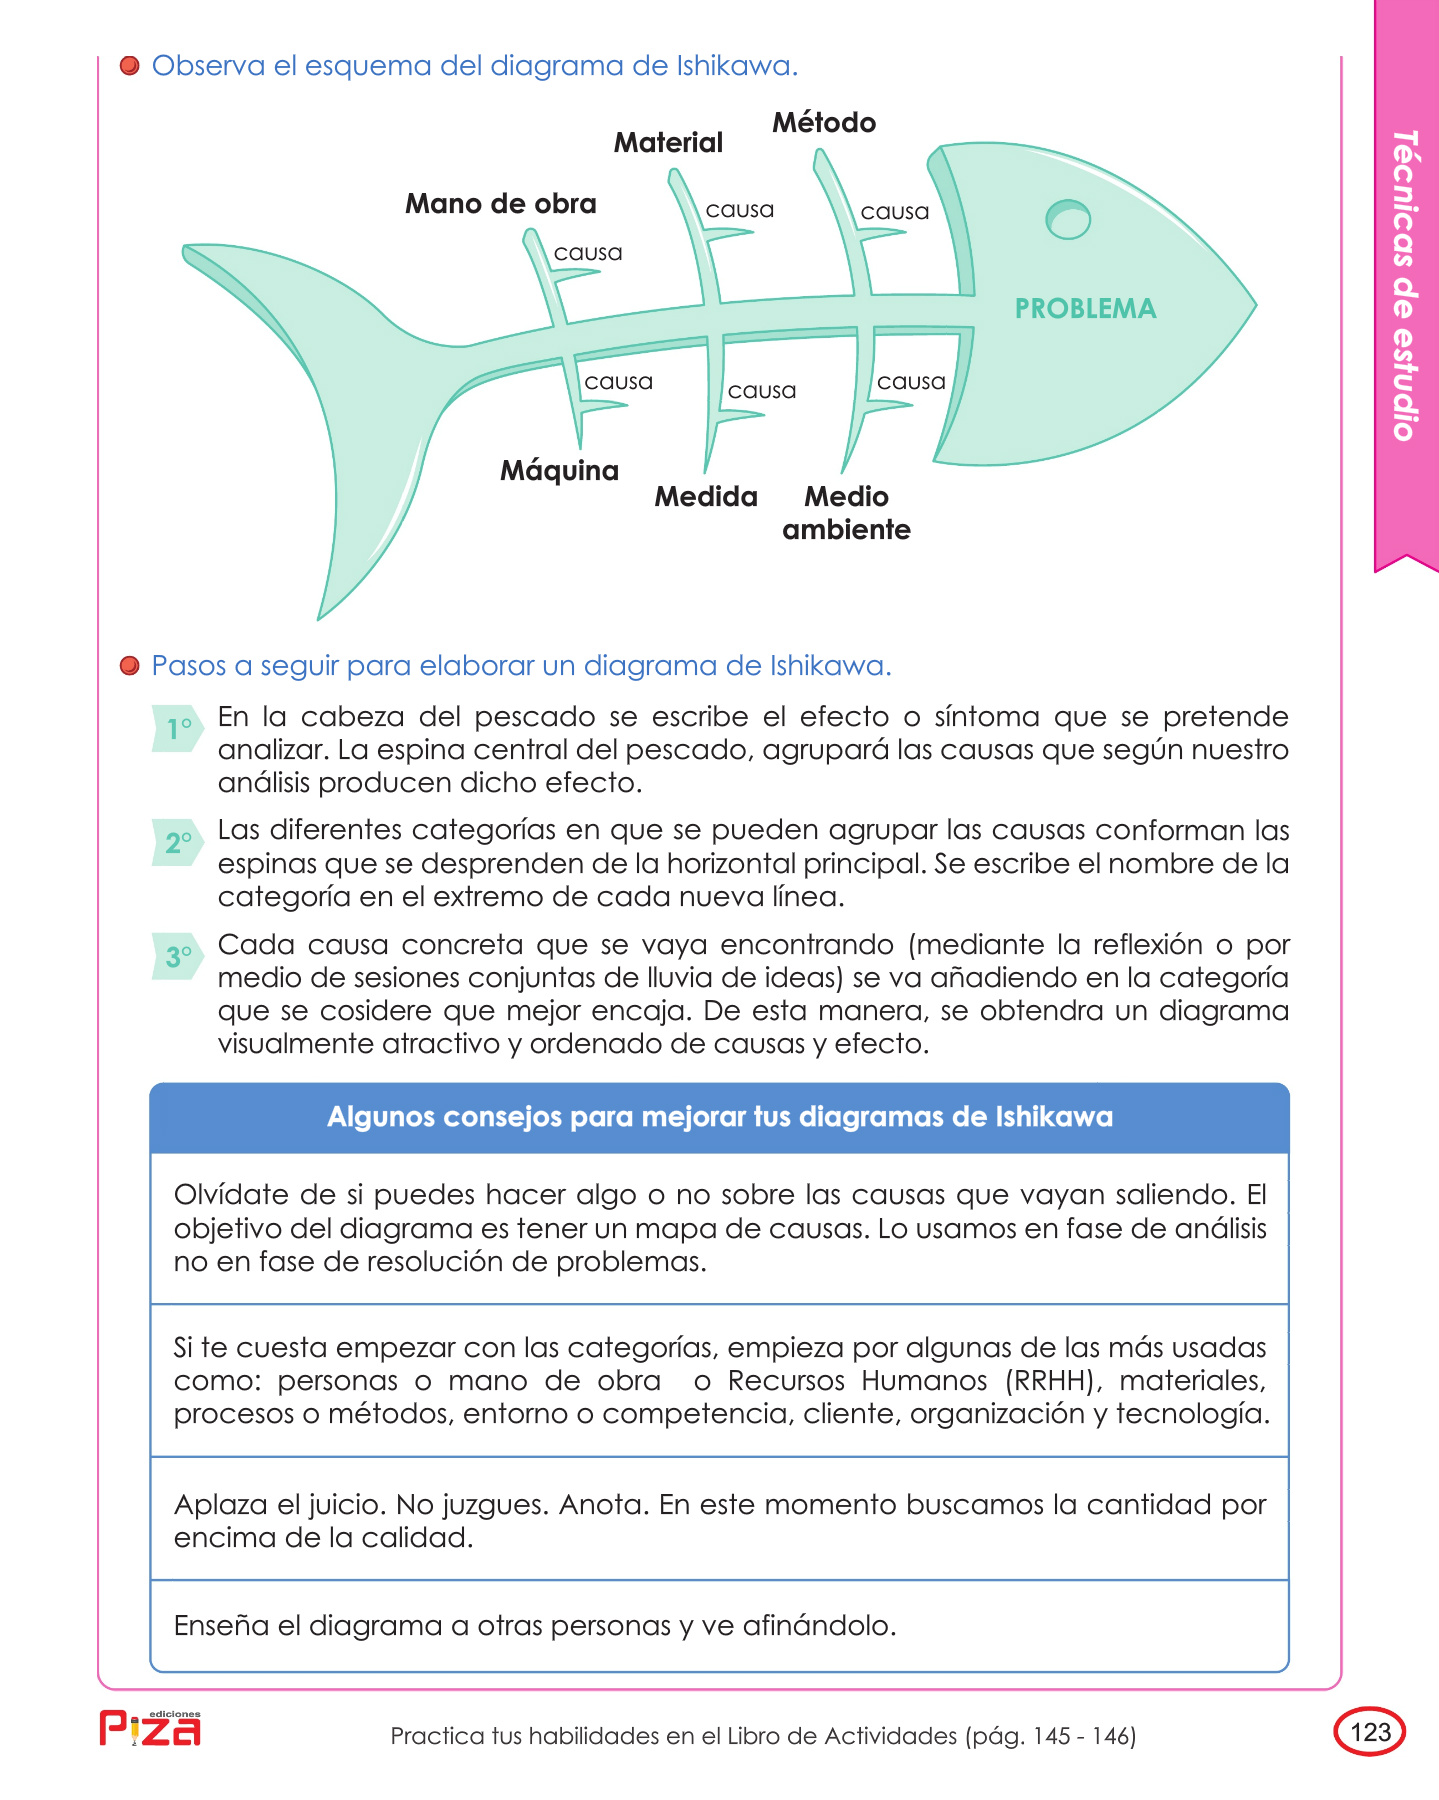 Observa el esquema del diagrama de Ishikawa.
Método
Material
Mano de obra
causa
causa
causa
PROBLEMA
causa
causa
causa
Máquina
Medida
Medio
ambiente
Técnicas de estudio
Pasos a seguir para elaborar un diagrama de Ishikawa.
1° En la cabeza del pescado se escribe el efecto o síntoma que se pretende
analizar. La espina central del pescado, agrupará las causas que según nuestro
análisis producen dicho efecto.
2° Las diferentes categorías en que se pueden agrupar las causas conforman las
espinas que se desprenden de la horizontal principal. Se escribe el nombre de la
categoría en el extremo de cada nueva línea.
3° Cada causa concreta que se vaya encontrando (mediante la reflexión o por
medio de sesiones conjuntas de lluvia de ideas) se va añadiendo en la categoría
que se cosidere que mejor encaja. De esta manera, se obtendra un diagrama
visualmente atractivo y ordenado de causas y efecto.
Algunos consejos para mejorar tus diagramas de Ishikawa
Olvídate de si puedes hacer algo o no sobre las causas que vayan saliendo. El
objetivo del diagrama es tener un mapa de causas. Lo usamos en fase de análisis
no en fase de resolución de problemas.
Si te cuesta empezar con las categorías, empieza por algunas de las más usadas
como: personas o mano de obra o Recursos Humanos (RRHH), materiales,
procesos o métodos, entorno o competencia, cliente, organización y tecnología.
Aplaza el juicio. No juzgues. Anota. En este momento buscamos la cantidad por
encima de la calidad.
Enseña el diagrama a otras personas y ve afinándolo.
ediciones
PIZA
Practica tus habilidades en el Libro de Actividades (pág. 145 - 146)
123